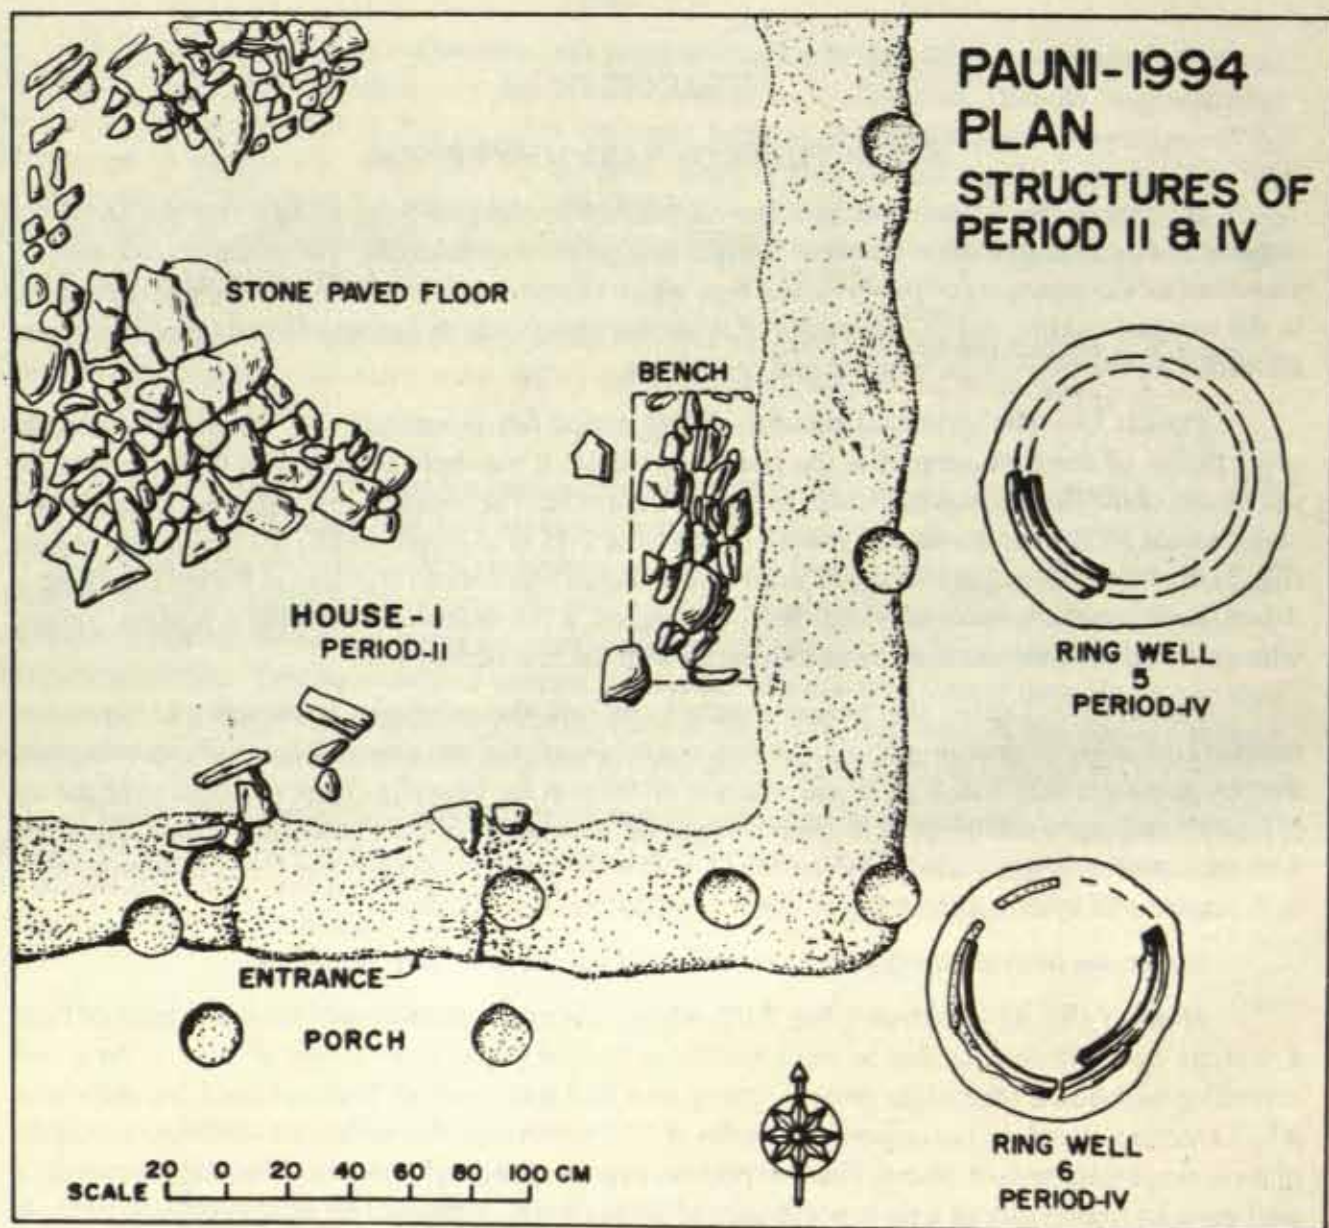 PAUNI-1994
PLAN
STRUCTURES OF
PERIOD II & IV
STONE PAVED FLOOR
BENCH
HOUSE-I
PERIOD-II
RING WELL
5
PERIOD-IV
ENTRANCE
PORCH
RING WELL
6
PERIOD-IV
20 0 20 40 60 80 100 CM
SCALE